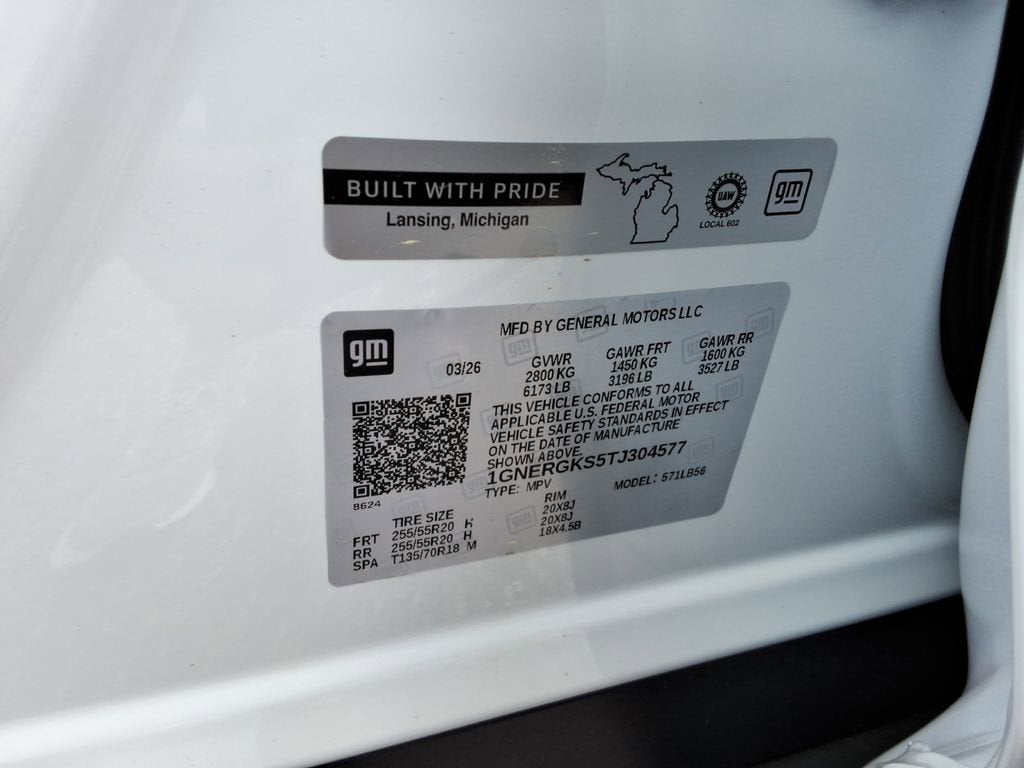 BUILT WITH PRIDE
Lansing, Michigan
UAW
LOCAL 602
gm
gm
MFD BY GENERAL MOTORS LLC
03/26
GVWR
2800 KG
6173 LB
GAWR FRT
1450 KG
3196 LB
GAWR RR
1600 KG
3527 LB
THIS VEHICLE CONFORMS TO ALL
APPLICABLE U.S. FEDERAL MOTOR
VEHICLE SAFETY STANDARDS IN EFFECT
ON THE DATE OF MANUFACTURE
SHOWN ABOVE.
1GNERGKS5TJ304577
TYPE: MPV
MODEL: 571LB56
8624
TIRE SIZE RIM
FRT 255/55R20 H 20X8J
RR 255/55R20 H 20X8J
SPA T135/70R18 M 18X4.5B